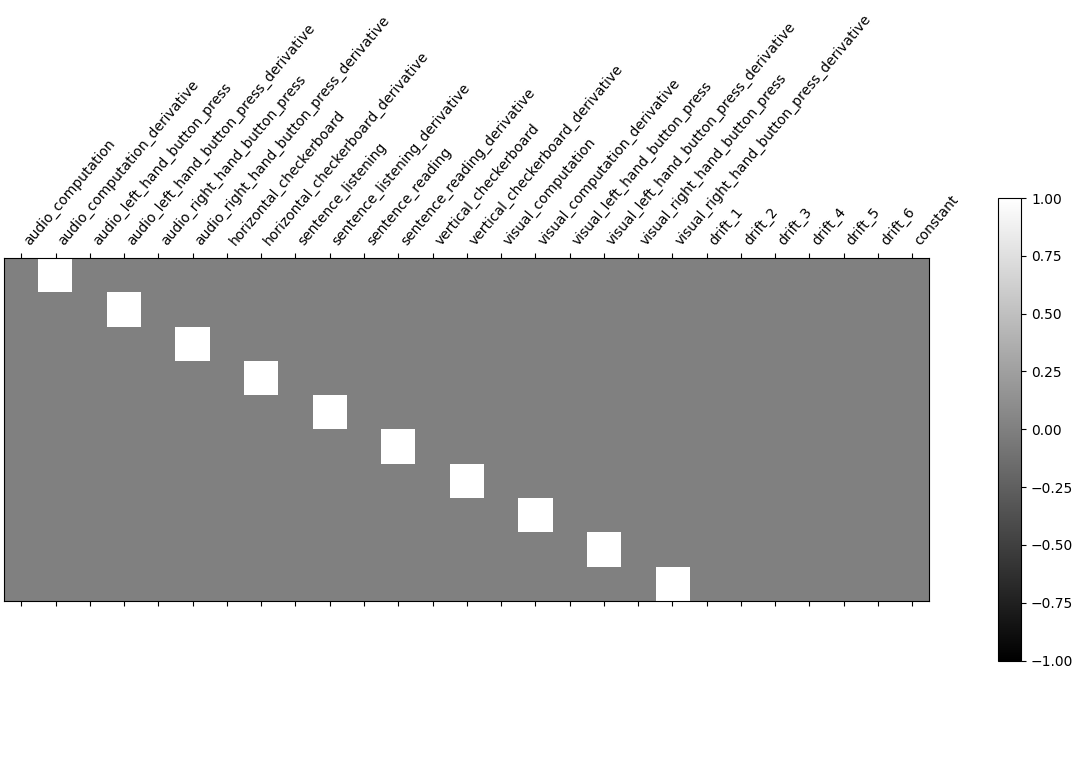 audio_computation
audio_computation_derivative
audio_left_hand_button_press
audio_left_hand_button_press_derivative
audio_right_hand_button_press
audio_right_hand_button_press_derivative
horizontal_checkerboard
horizontal_checkerboard_derivative
sentence_listening
sentence_listening_derivative
sentence_reading
sentence_reading_derivative
vertical_checkerboard
vertical_checkerboard_derivative
visual_computation
visual_computation_derivative
visual_left_hand_button_press
visual_left_hand_button_press_derivative
visual_right_hand_button_press
visual_right_hand_button_press_derivative
drift_1
drift_2
drift_3
drift_4
drift_5
drift_6
constant
1.00
0.75
0.50
0.25
0.00
−0.25
−0.50
−0.75
−1.00